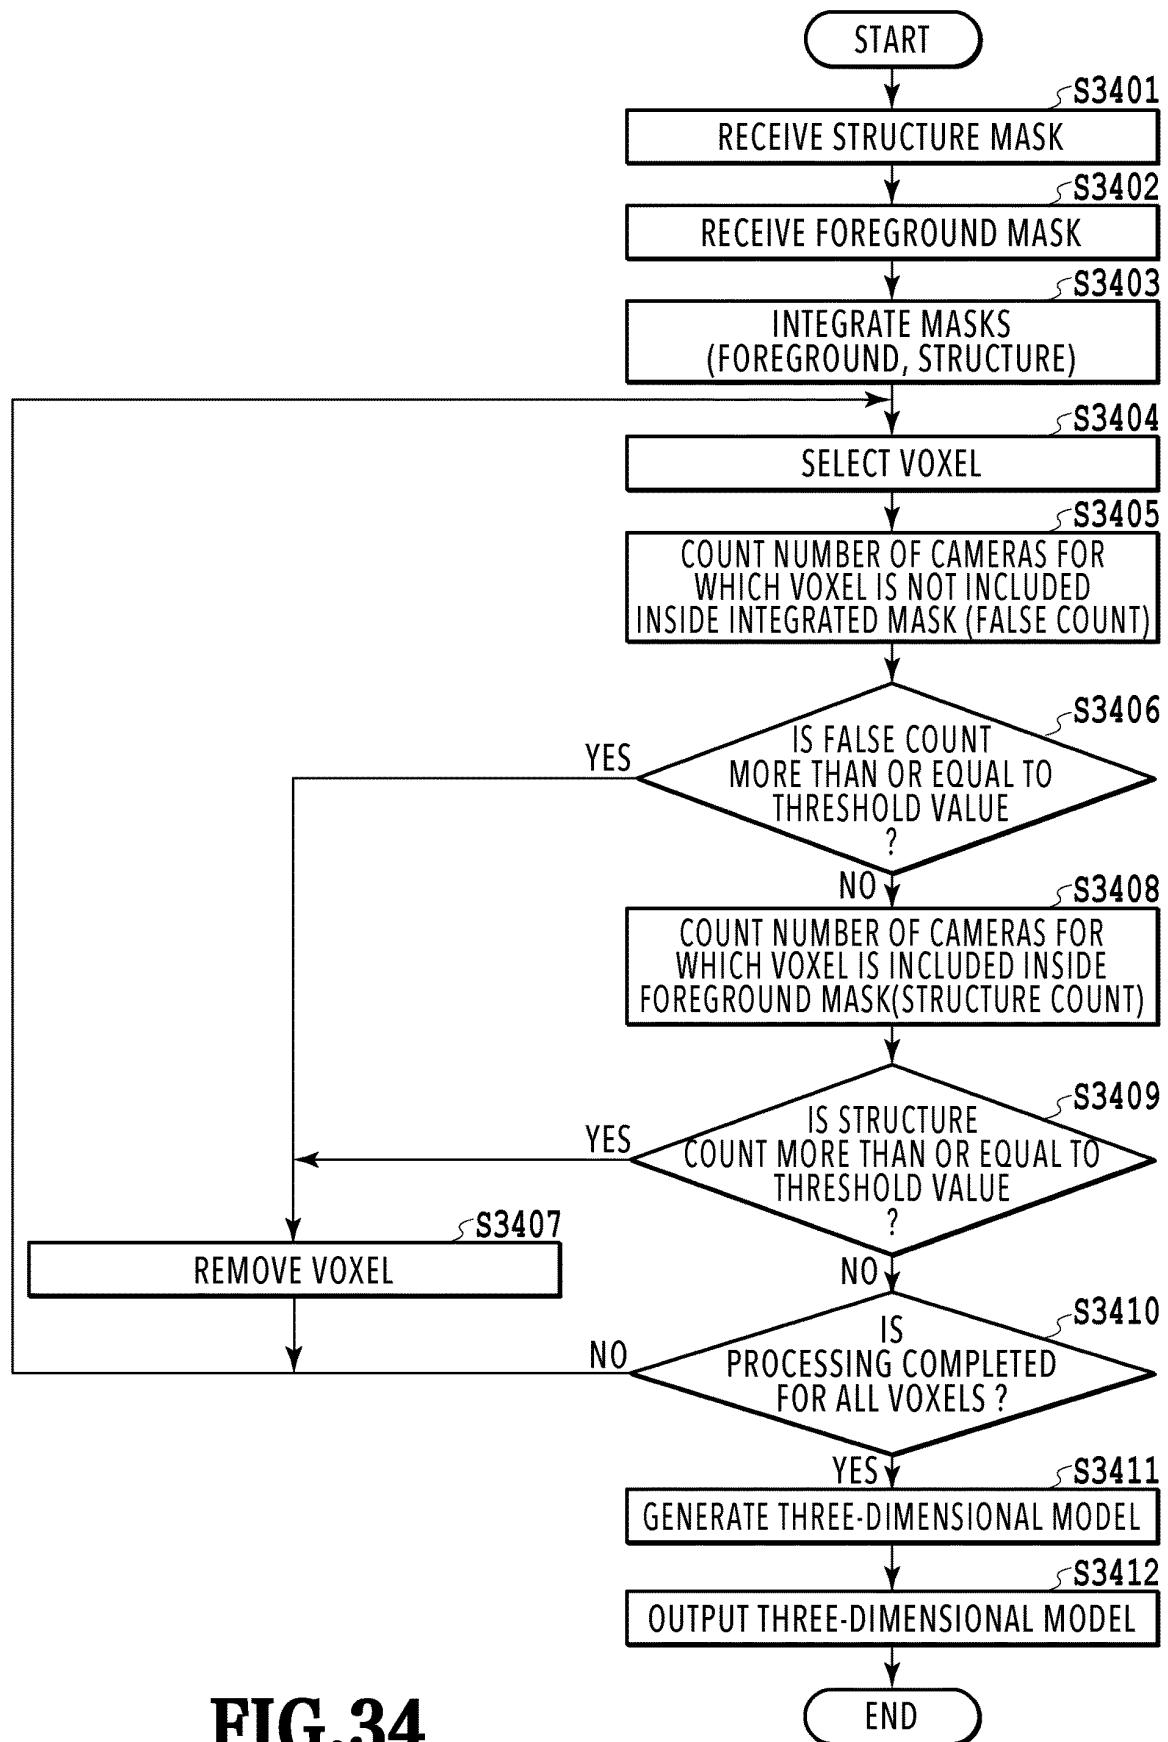 START
S3401
RECEIVE STRUCTURE MASK
S3402
RECEIVE FOREGROUND MASK
S3403
INTEGRATE MASKS
(FOREGROUND, STRUCTURE)
S3404
SELECT VOXEL
S3405
COUNT NUMBER OF CAMERAS FOR
WHICH VOXEL IS NOT INCLUDED
INSIDE INTEGRATED MASK (FALSE COUNT)
S3406
IS FALSE COUNT
MORE THAN OR EQUAL TO
THRESHOLD VALUE
?
YES
NO
S3408
COUNT NUMBER OF CAMERAS FOR
WHICH VOXEL IS INCLUDED INSIDE
FOREGROUND MASK(STRUCTURE COUNT)
S3409
IS STRUCTURE
COUNT MORE THAN OR EQUAL TO
THRESHOLD VALUE
?
YES
NO
S3407
REMOVE VOXEL
S3410
IS
PROCESSING COMPLETED
FOR ALL VOXELS ?
NO
YES
S3411
GENERATE THREE-DIMENSIONAL MODEL
S3412
OUTPUT THREE-DIMENSIONAL MODEL
END
FIG.34